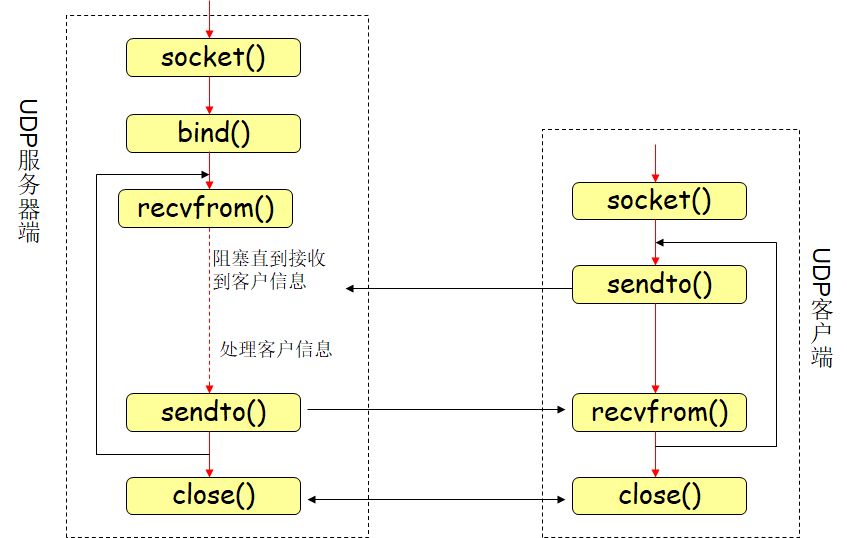 UDP服务器端
socket()
bind()
recvfrom()
阻塞直到接收
到客户信息
处理客户信息
sendto()
close()
socket()
sendto()
recvfrom()
close()
UDP客户端